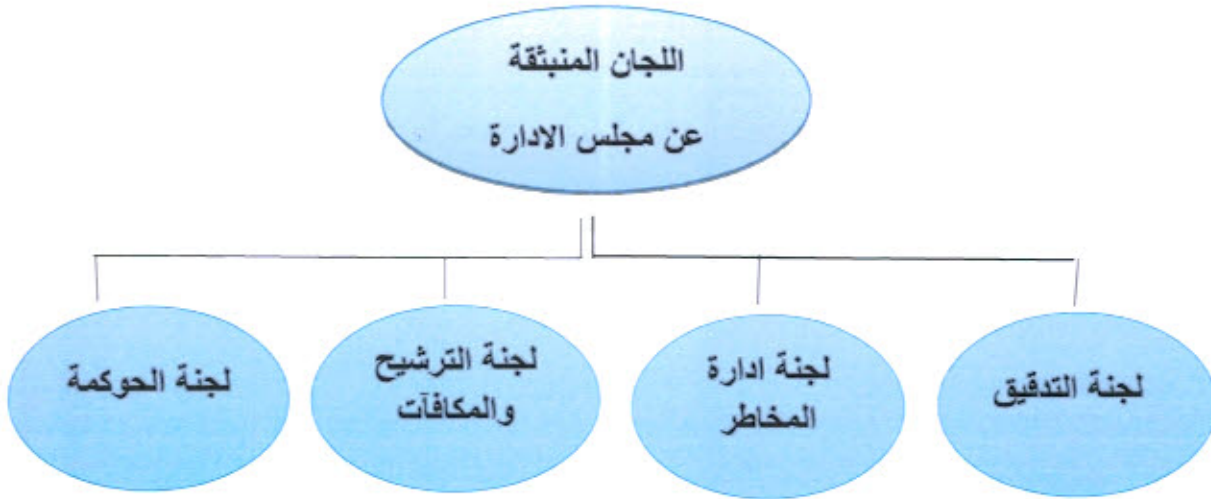 اللجان المنبثقة
عن مجلس الادارة
لجنة التدقيق
لجنة ادارة
المخاطر
لجنة الترشيح
والمكافآت
لجنة الحوكمة